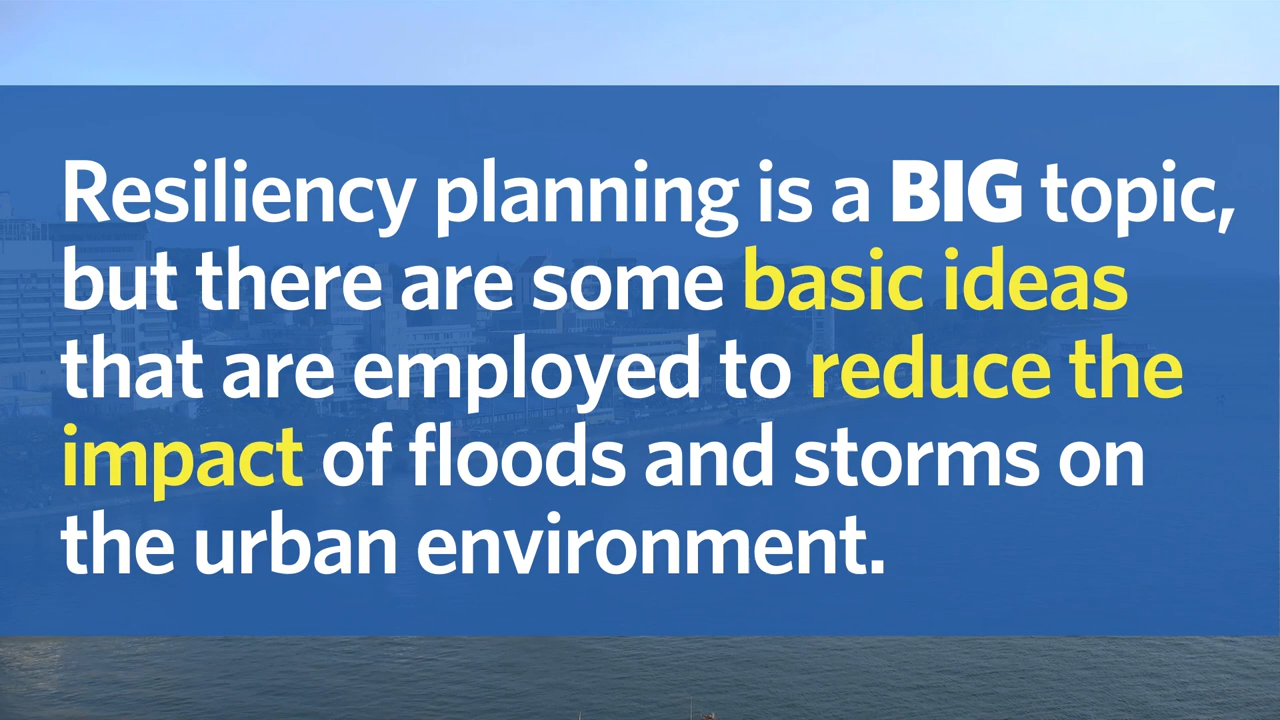 Resiliency planning is a BIG topic,
but there are some basic ideas
that are employed to reduce the
impact of floods and storms on
the urban environment.